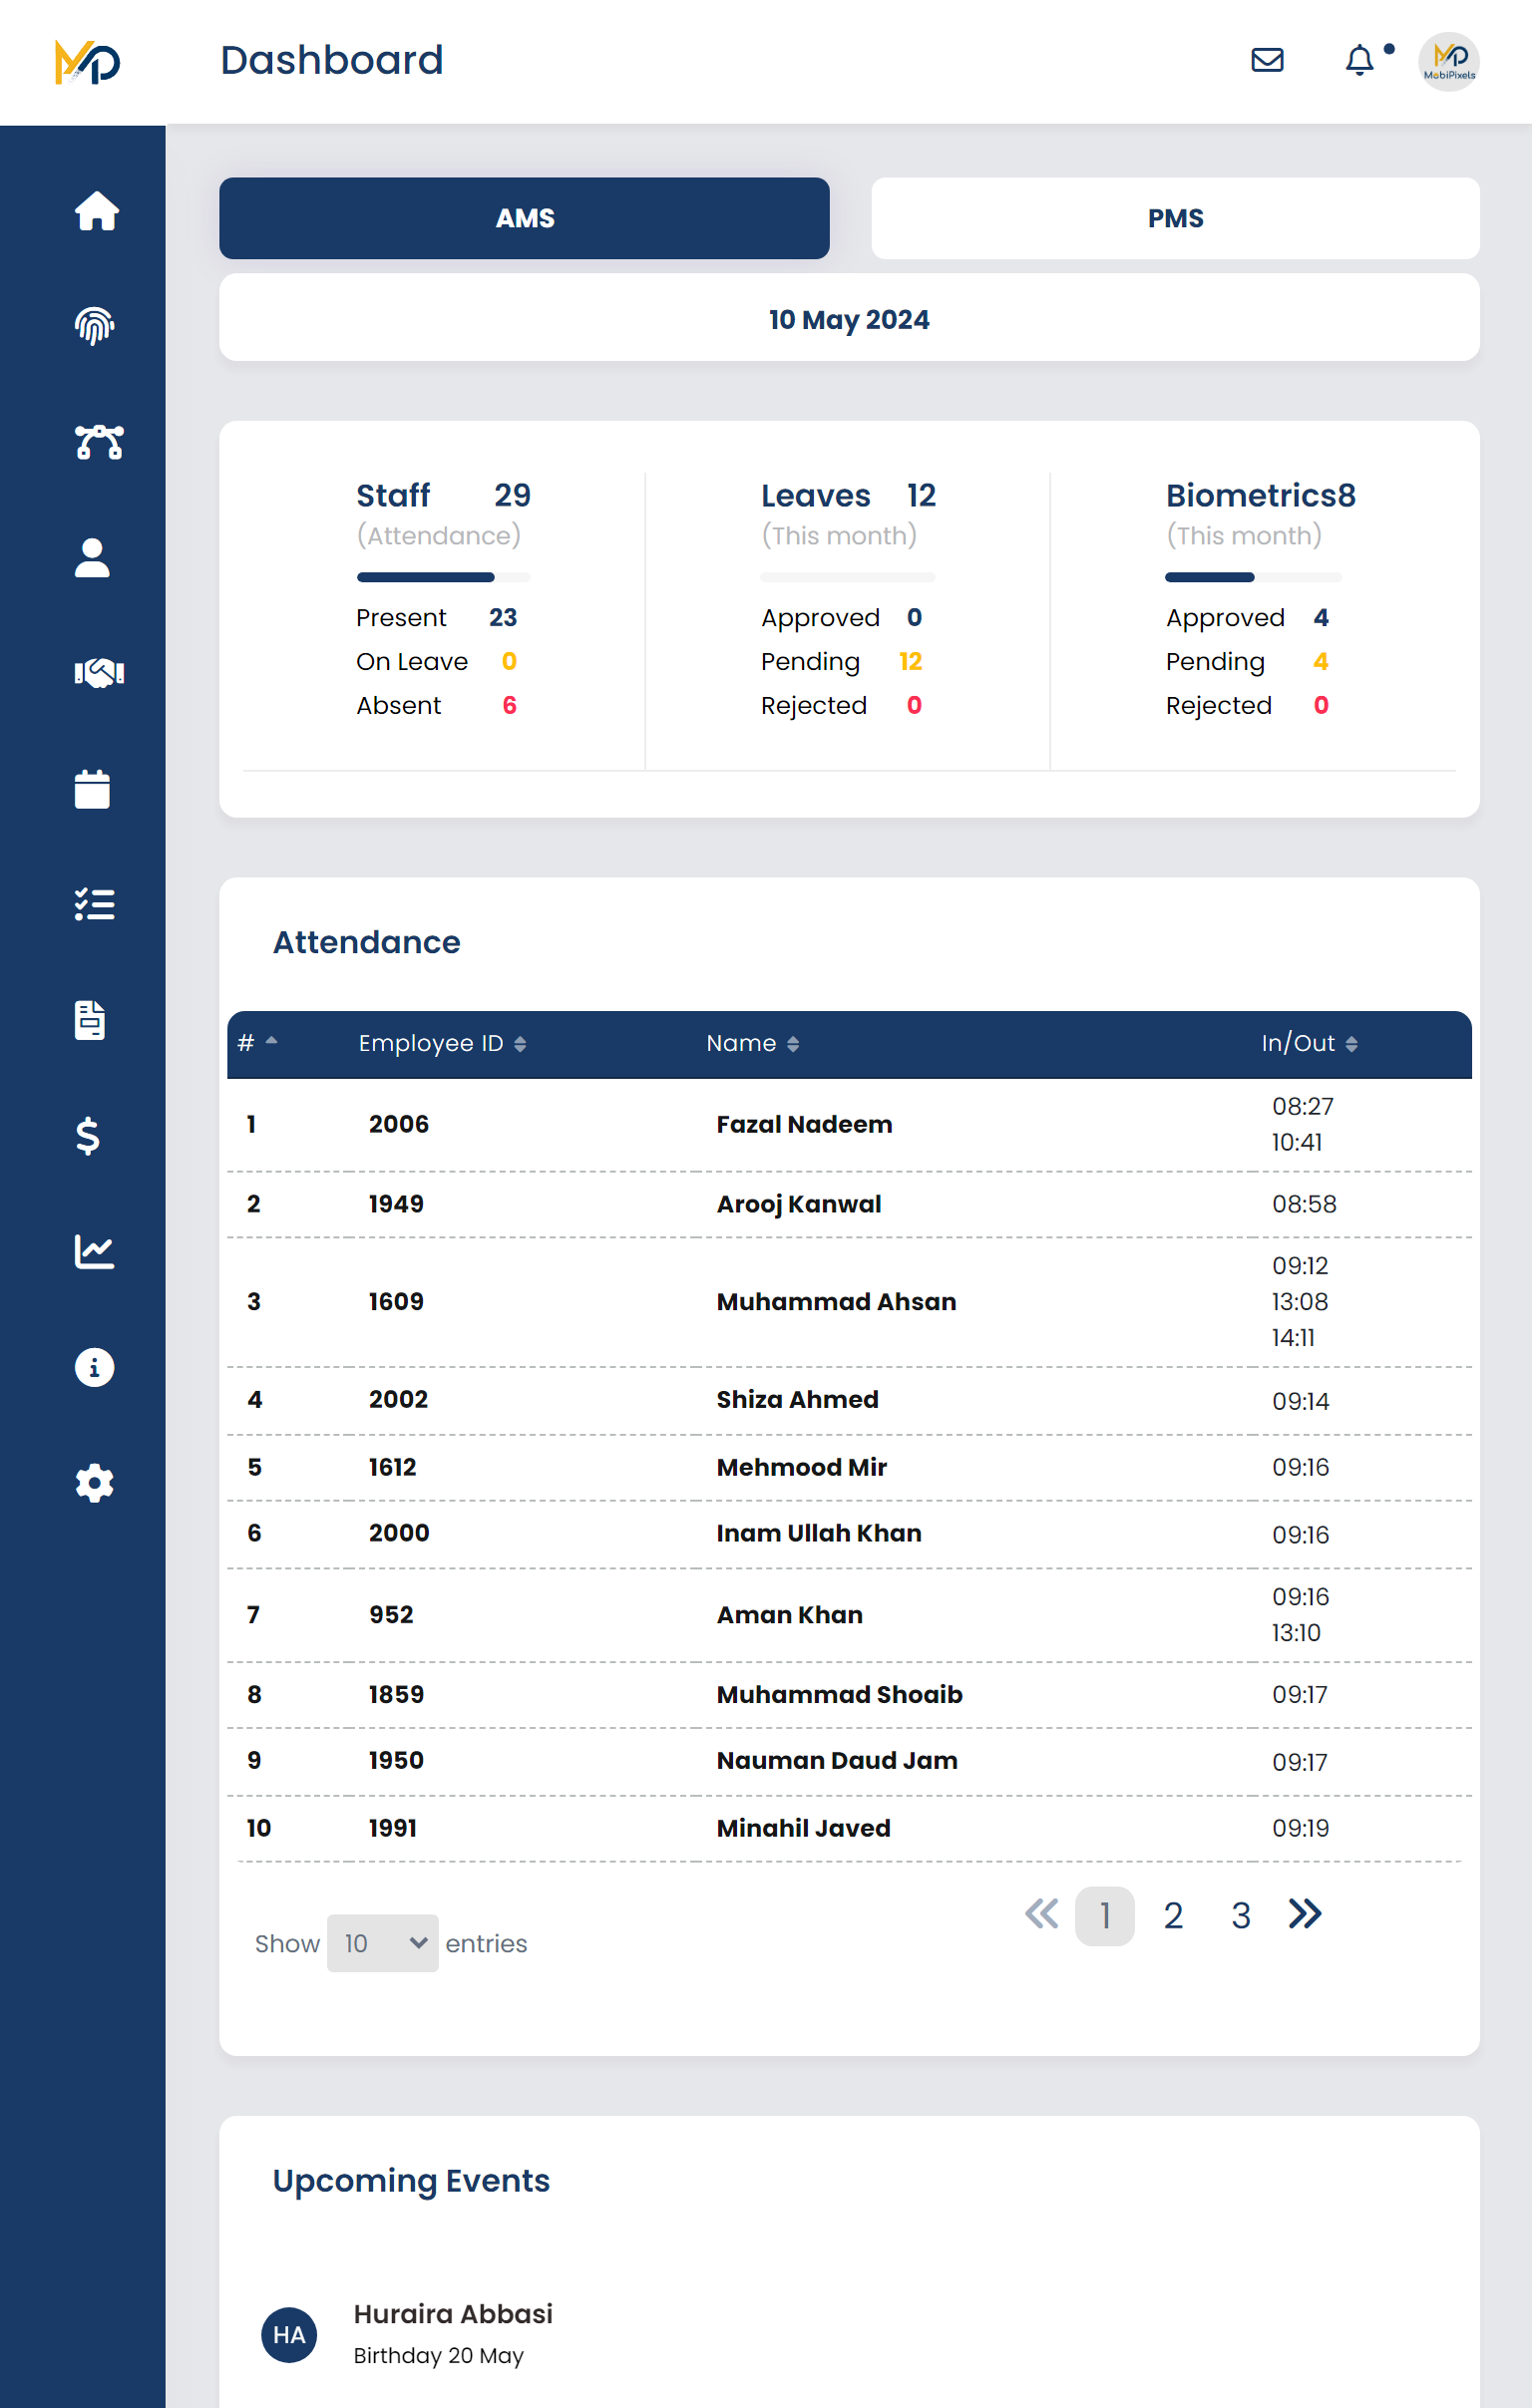 MP
Dashboard
MP
MobiPixels
AMS
PMS
10 May 2024
Staff 29
(Attendance)
Present 23
On Leave 0
Absent 6
Leaves 12
(This month)
Approved 0
Pending 12
Rejected 0
Biometrics8
(This month)
Approved 4
Pending 4
Rejected 0
Attendance
# Employee ID Name In/Out
1 2006 Fazal Nadeem 08:27
10:41
2 1949 Arooj Kanwal 08:58
3 1609 Muhammad Ahsan 09:12
13:08
14:11
4 2002 Shiza Ahmed 09:14
5 1612 Mehmood Mir 09:16
6 2000 Inam Ullah Khan 09:16
7 952 Aman Khan 09:16
13:10
8 1859 Muhammad Shoaib 09:17
9 1950 Nauman Daud Jam 09:17
10 1991 Minahil Javed 09:19
« 1 2 3 »
Show 10 entries
Upcoming Events
HA
Huraira Abbasi
Birthday 20 May